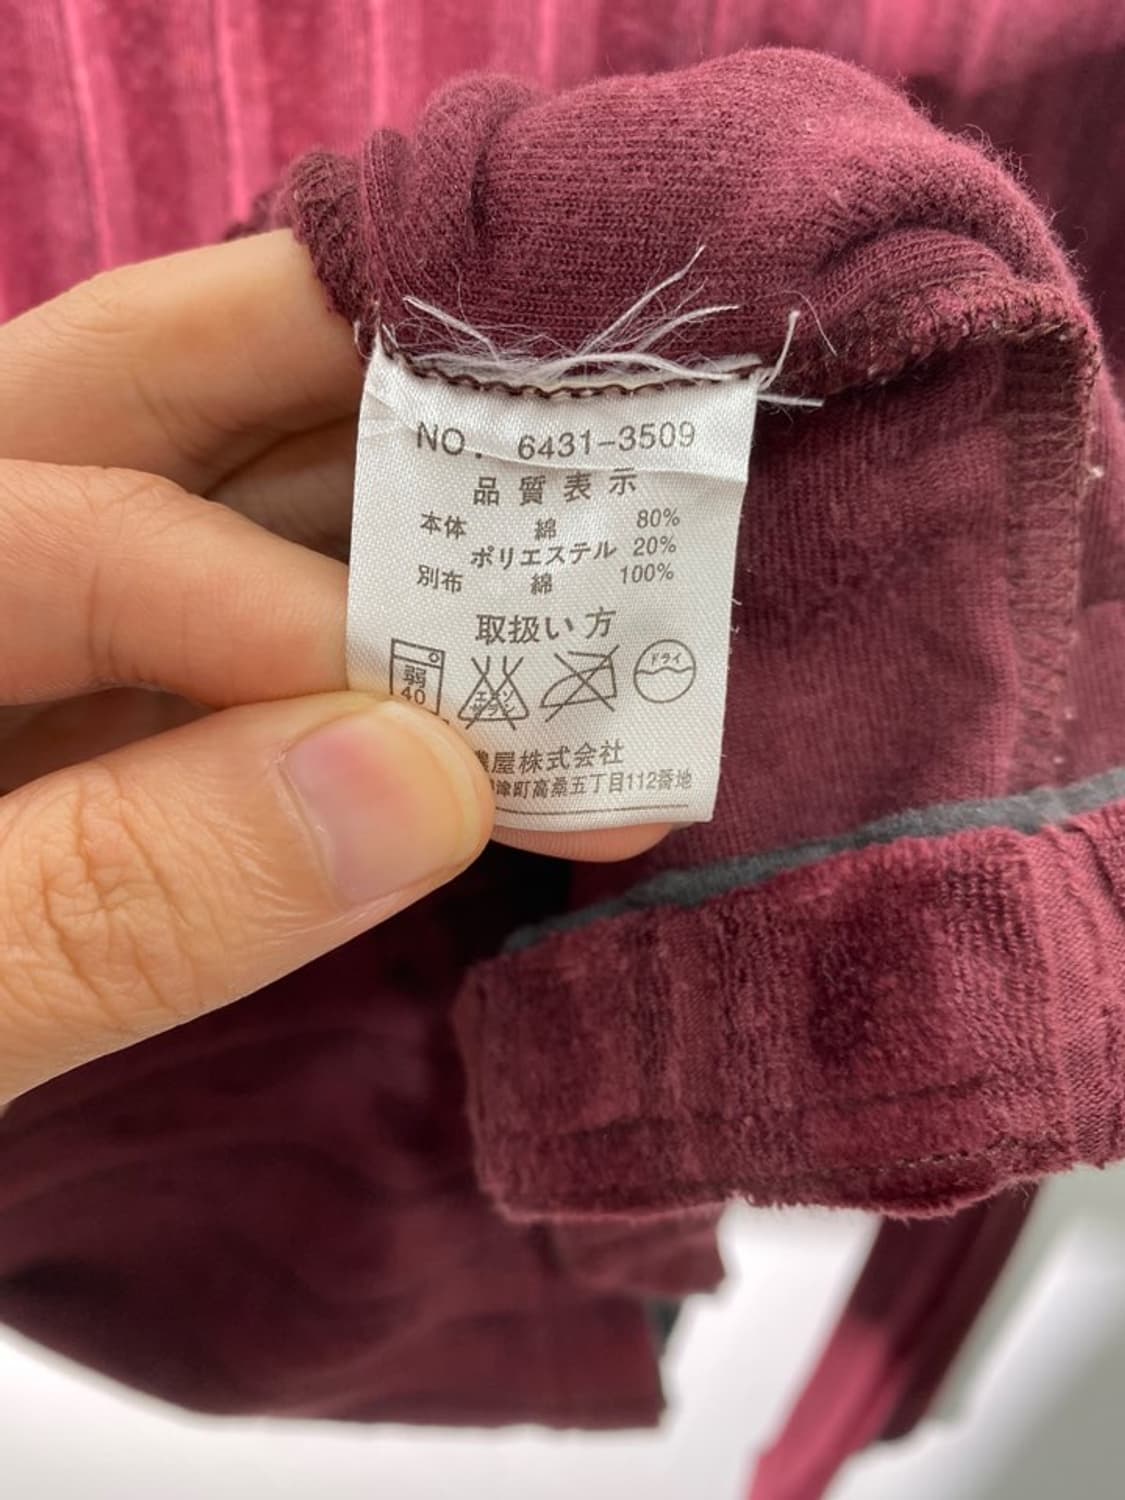 NO. 6431-3509
品質表示
本体 綿 80%
ポリエステル 20%
別布 綿 100%
取扱い方
弱 40 エンソ サラシ ドライ
屋株式会社
津町高桑五丁目112番地